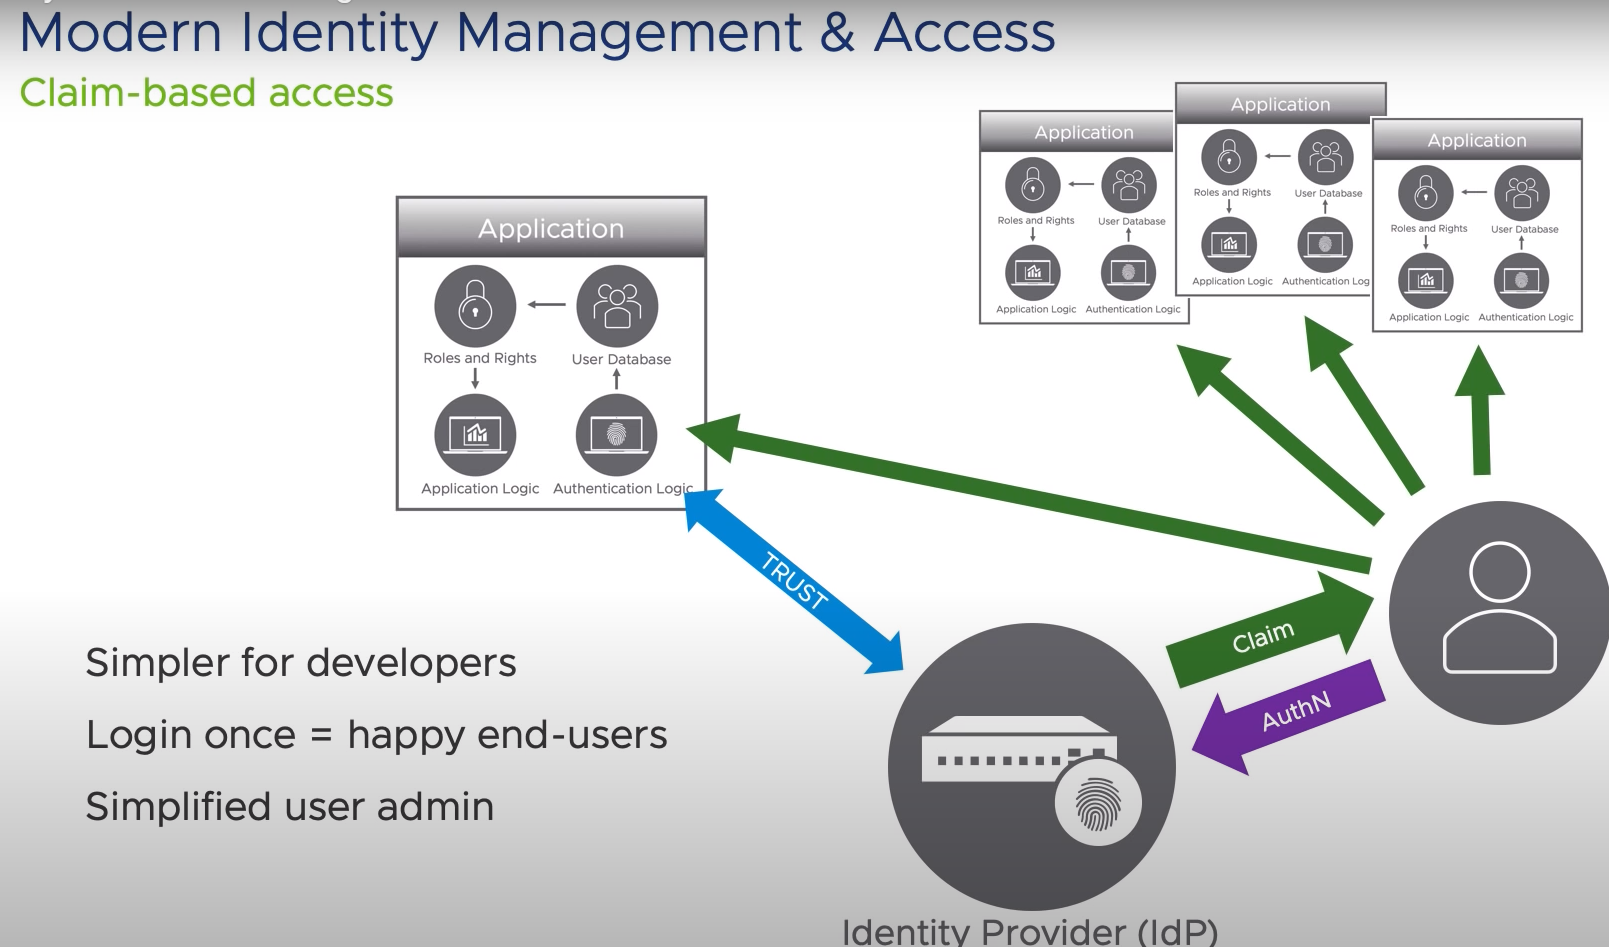 Modern Identity Management & Access
Claim-based access
Application
Roles and Rights
User Database
Application Logic
Authentication Logic
Application
Roles and Rights
User Database
Application Logic
Authentication Logic
Application
Roles and Rights
User Database
Application Logic
Authentication Log
Application
Roles and Rights
User Database
Application Logic
Authentication Logic
TRUST
Claim
AuthN
Simpler for developers
Login once = happy end-users
Simplified user admin
Identity Provider (IdP)